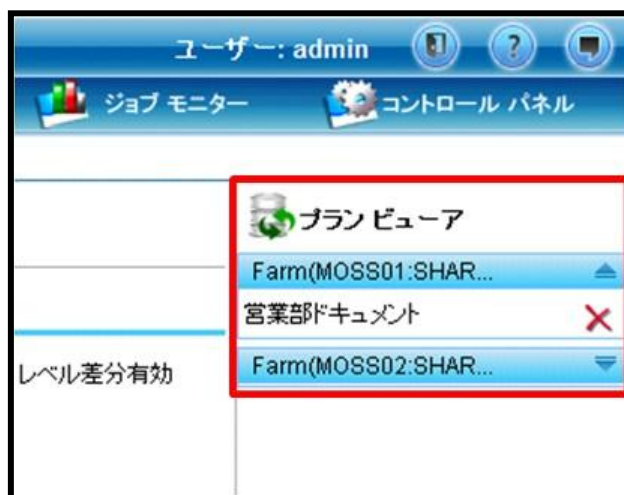 ユーザー: admin
?
ジョブ モニター コントロール パネル
プラン ビューア
Farm(MOSS01:SHAR...
営業部ドキュメント
レベル差分有効 Farm(MOSS02:SHAR...